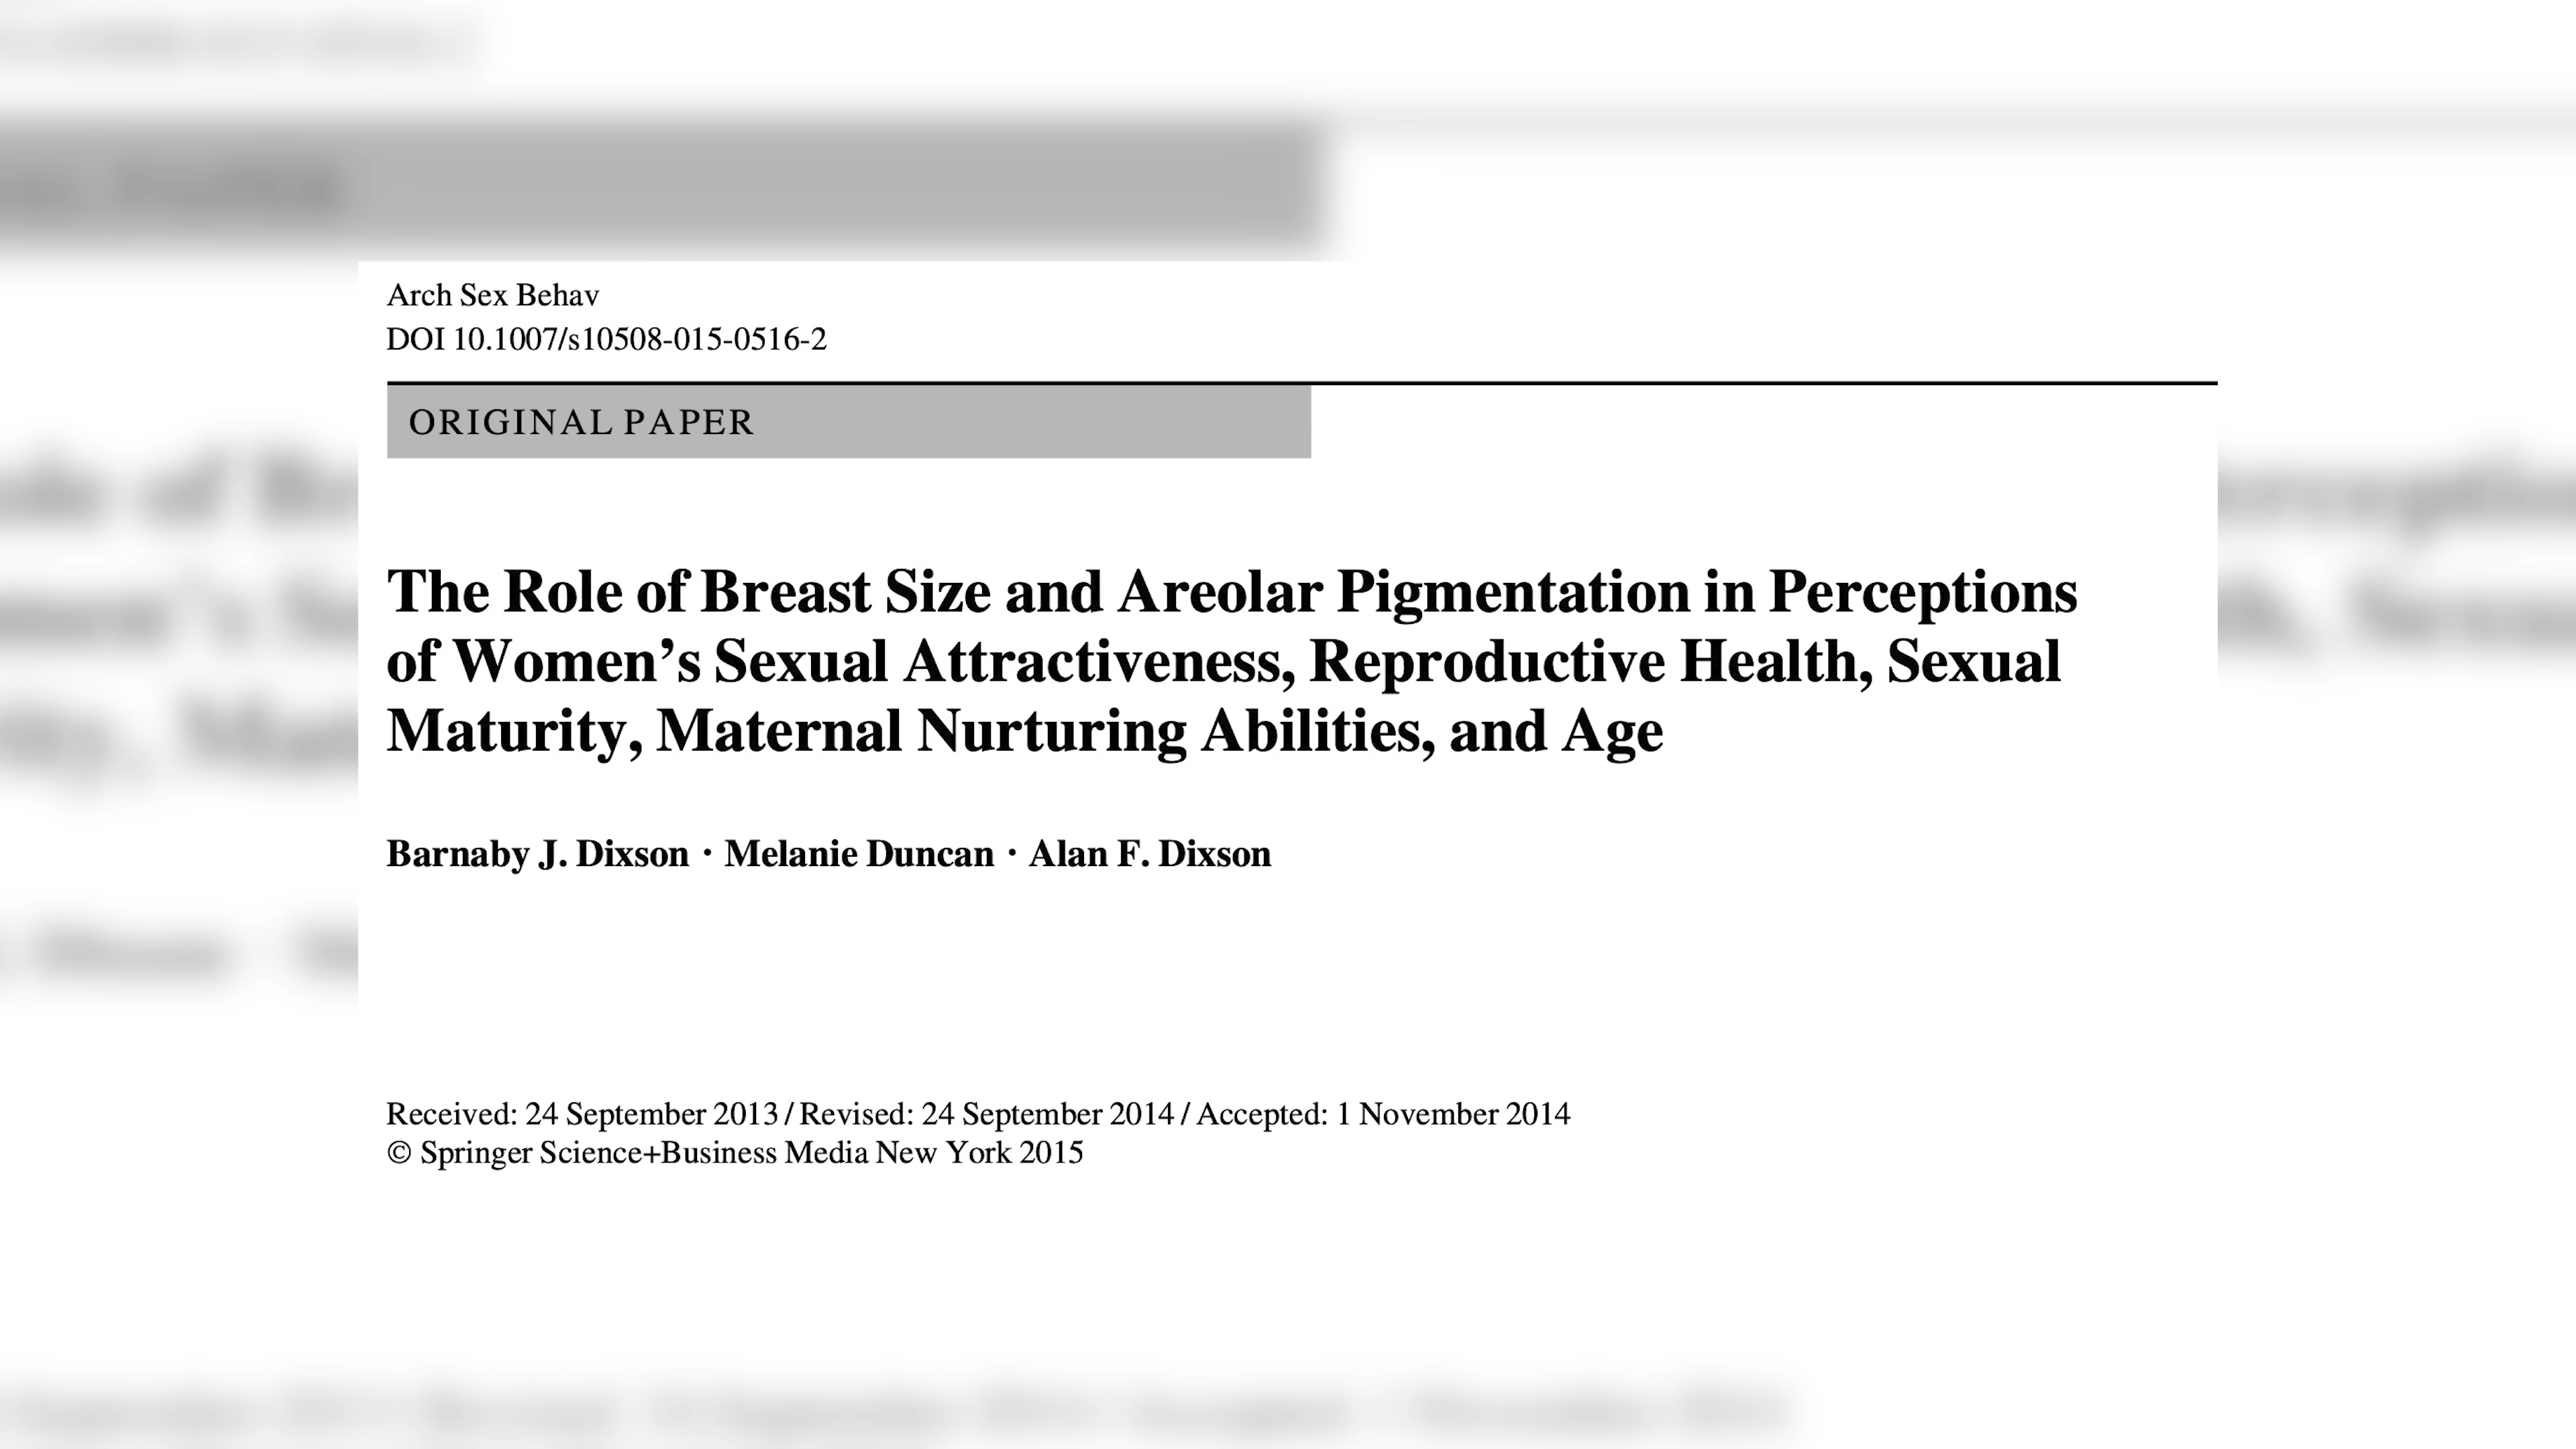 Arch Sex Behav
DOI 10.1007/s10508-015-0516-2
ORIGINAL PAPER
The Role of Breast Size and Areolar Pigmentation in Perceptions
of Women's Sexual Attractiveness, Reproductive Health, Sexual
Maturity, Maternal Nurturing Abilities, and Age
Barnaby J. Dixson · Melanie Duncan · Alan F. Dixson
Received: 24 September 2013 / Revised: 24 September 2014 / Accepted: 1 November 2014
© Springer Science+Business Media New York 2015